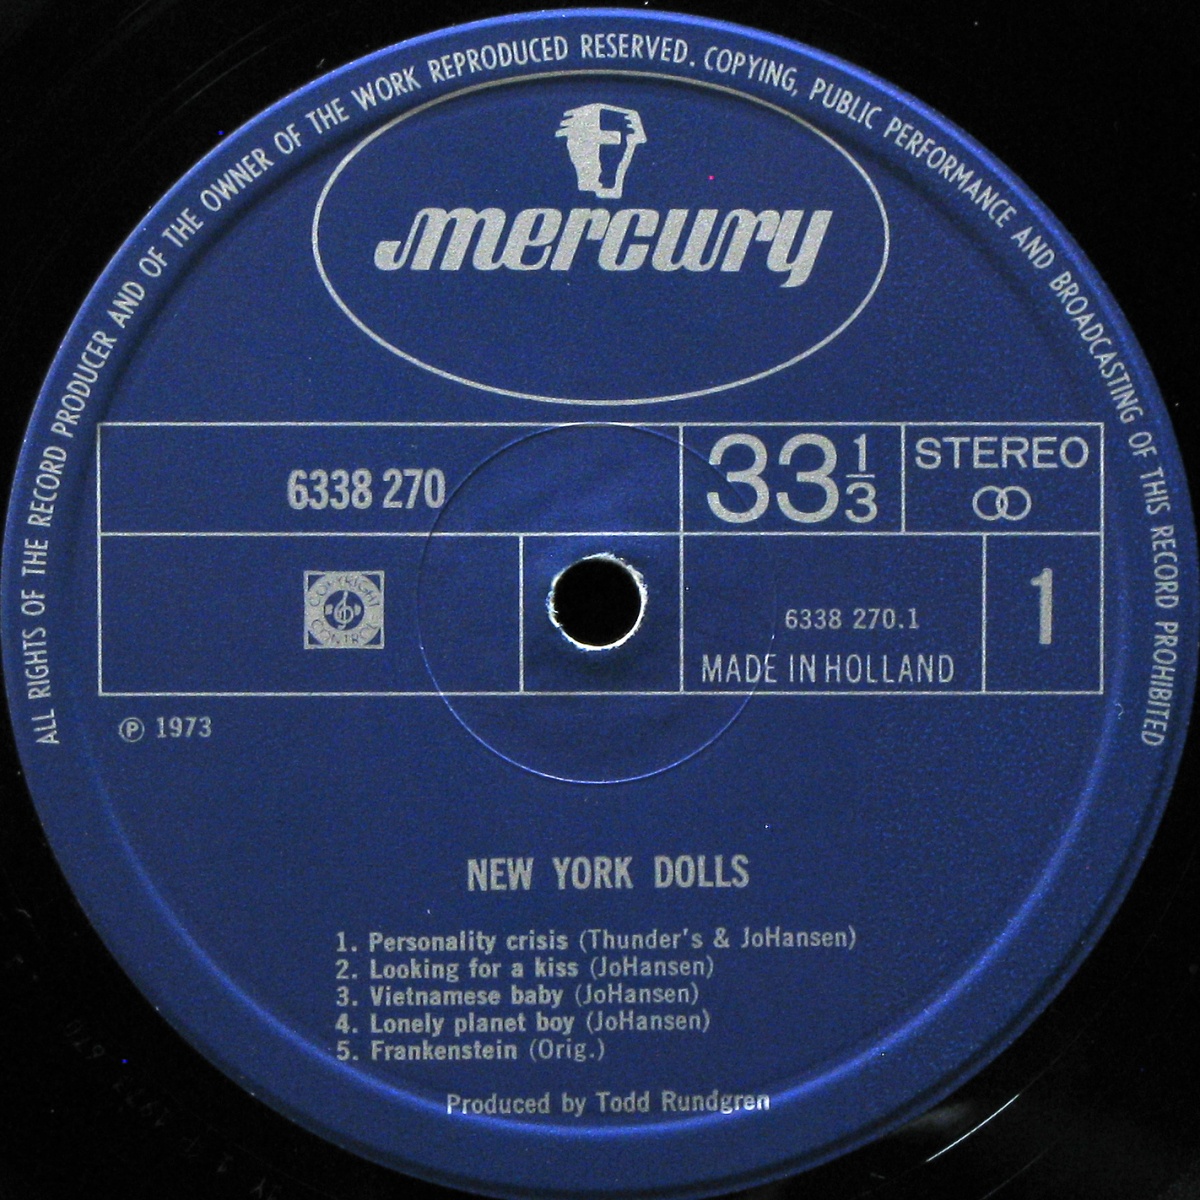 ALL RIGHTS OF THE RECORD PRODUCER AND OF THE OWNER OF THE WORK REPRODUCED RESERVED. COPYING, PUBLIC PERFORMANCE AND BROADCASTING OF THIS RECORD PROHIBITED
mercury
6338 270
33 1/3
STEREO
COPYRIGHT CONTROL
6338 270.1
1
MADE IN HOLLAND
Ⓟ 1973
NEW YORK DOLLS
1. Personality crisis (Thunder's & JoHansen)
2. Looking for a kiss (JoHansen)
3. Vietnamese baby (JoHansen)
4. Lonely planet boy (JoHansen)
5. Frankenstein (Orig.)
Produced by Todd Rundgren